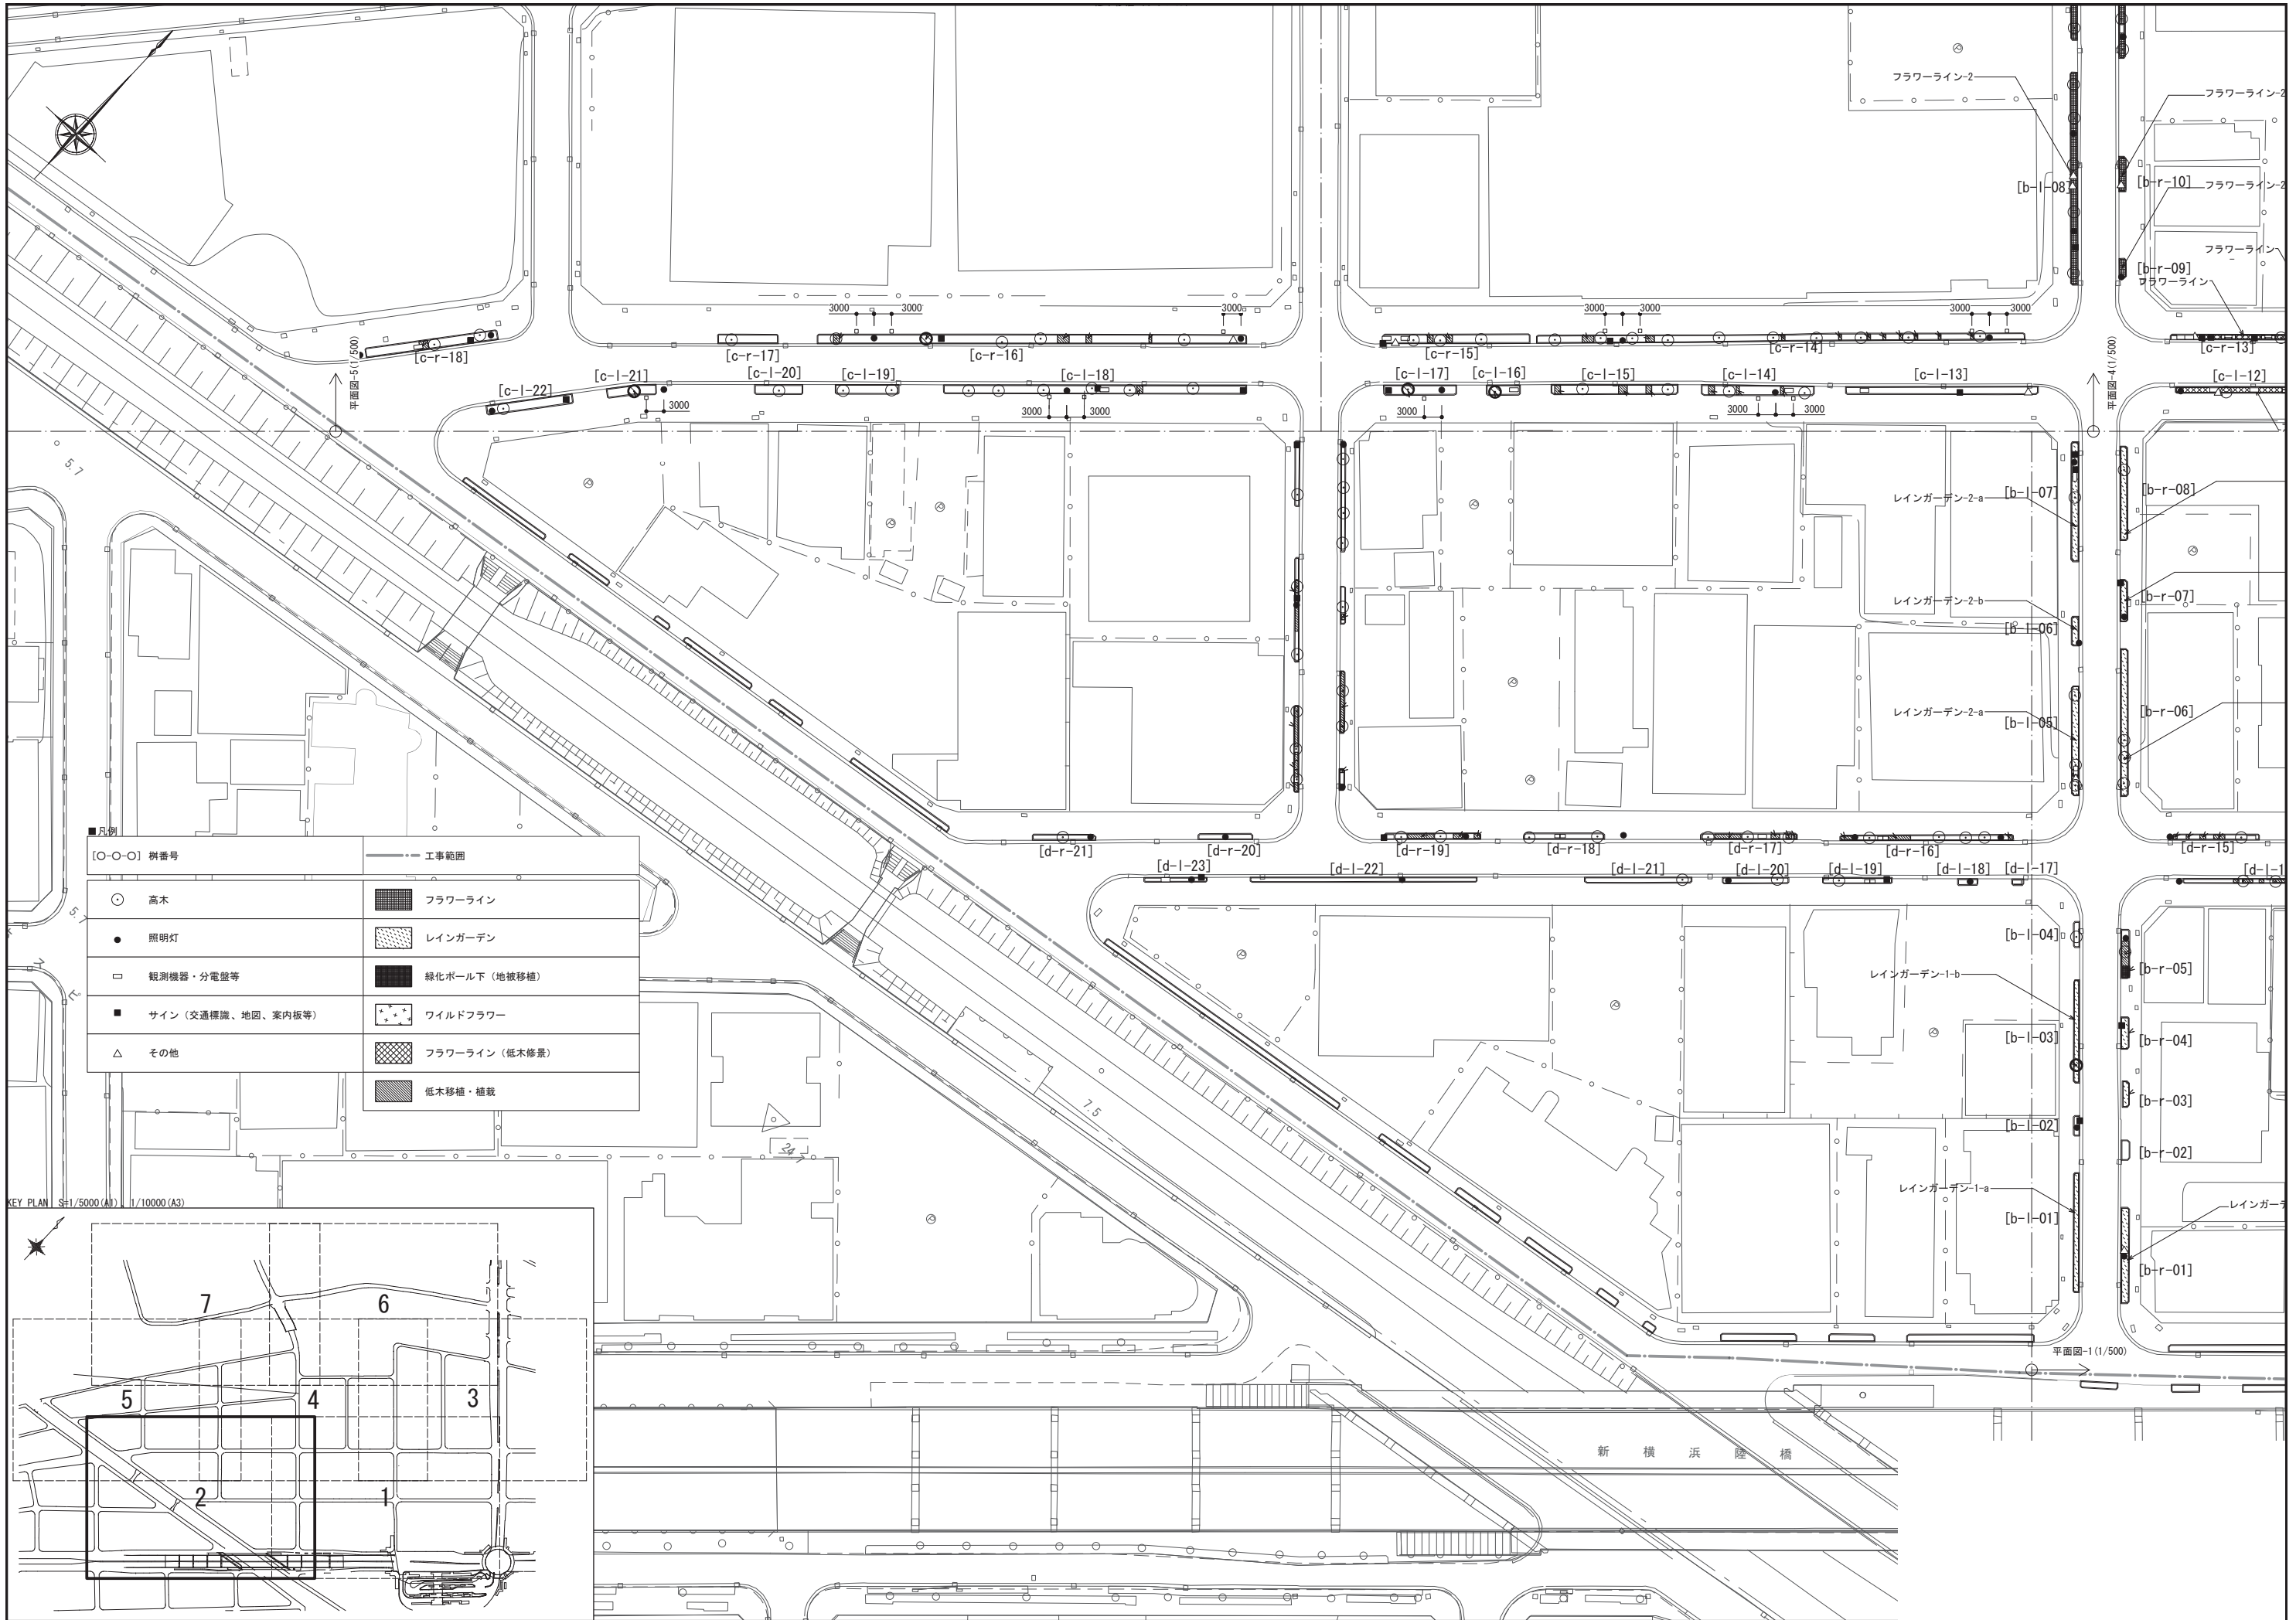 フラワーライン-2
フラワーライン-2
[b-l-08]
[b-r-10]
フラワーライン-2
フラワーライン
[b-r-09]
フラワーライン
3000
3000
3000
3000
3000
3000
3000
[c-r-18]
[c-r-17]
[c-r-16]
[c-r-15]
[c-r-14]
[c-r-13]
平面図-5(1/500)
平面図-4(1/500)
[c-l-22]
[c-l-21]
[c-l-20]
[c-l-19]
[c-l-18]
[c-l-17]
[c-l-16]
[c-l-15]
[c-l-14]
[c-l-13]
[c-l-12]
3000
3000
3000
3000
3000
3000
5.7
レインガーデン-2-a
[b-l-07]
[b-r-08]
レインガーデン-2-b
[b-l-06]
[b-r-07]
レインガーデン-2-a
[b-l-05]
[b-r-06]
[d-r-21]
[d-r-20]
[d-r-19]
[d-r-18]
[d-r-17]
[d-r-16]
[d-r-15]
[d-l-23]
[d-l-22]
[d-l-21]
[d-l-20]
[d-l-19]
[d-l-18]
[d-l-17]
[d-l-1
■凡例
[○-○-○] 桝番号
工事範囲
高木
フラワーライン
照明灯
レインガーデン
観測機器・分電盤等
緑化ポール下（地被移植）
サイン（交通標識、地図、案内板等）
ワイルドフラワー
その他
フラワーライン（低木修景）
低木移植・植栽
[b-l-04]
[b-r-05]
レインガーデン-1-b
[b-l-03]
[b-r-04]
[b-r-03]
[b-l-02]
[b-r-02]
レインガーデン-1-a
[b-l-01]
レインガーデ
[b-r-01]
7.5
平面図-1(1/500)
新横浜陸橋
KEY PLAN S=1/5000(A1) 1/10000(A3)
7
6
5
4
3
2
1